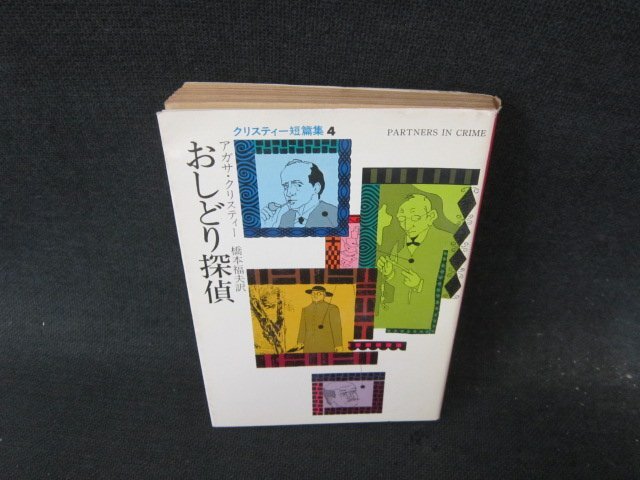 クリスティー短篇集4
PARTNERS IN CRIME
アガサ・クリスティー
おしどり探偵
橋本福夫訳